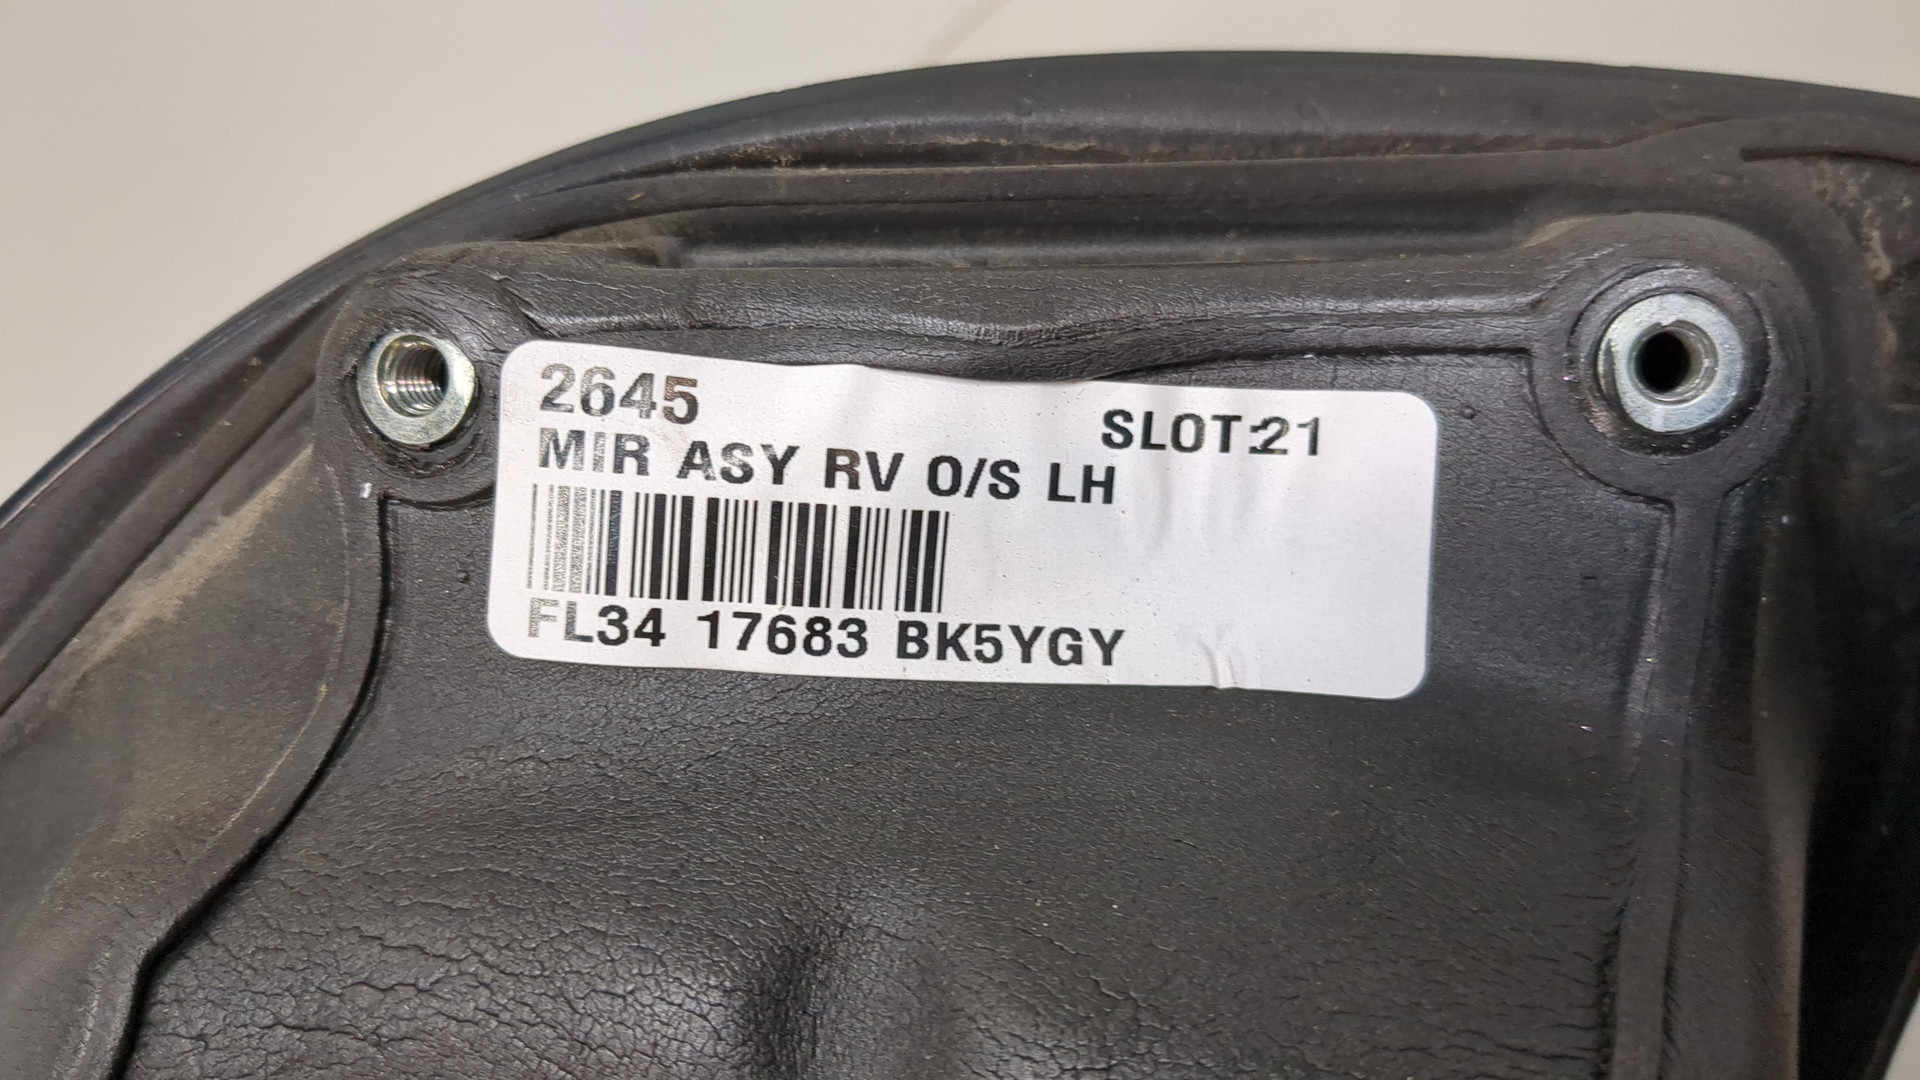 2645
SLOT:21
MIR ASY RV O/S LH
FL34 17683 BK5YGY